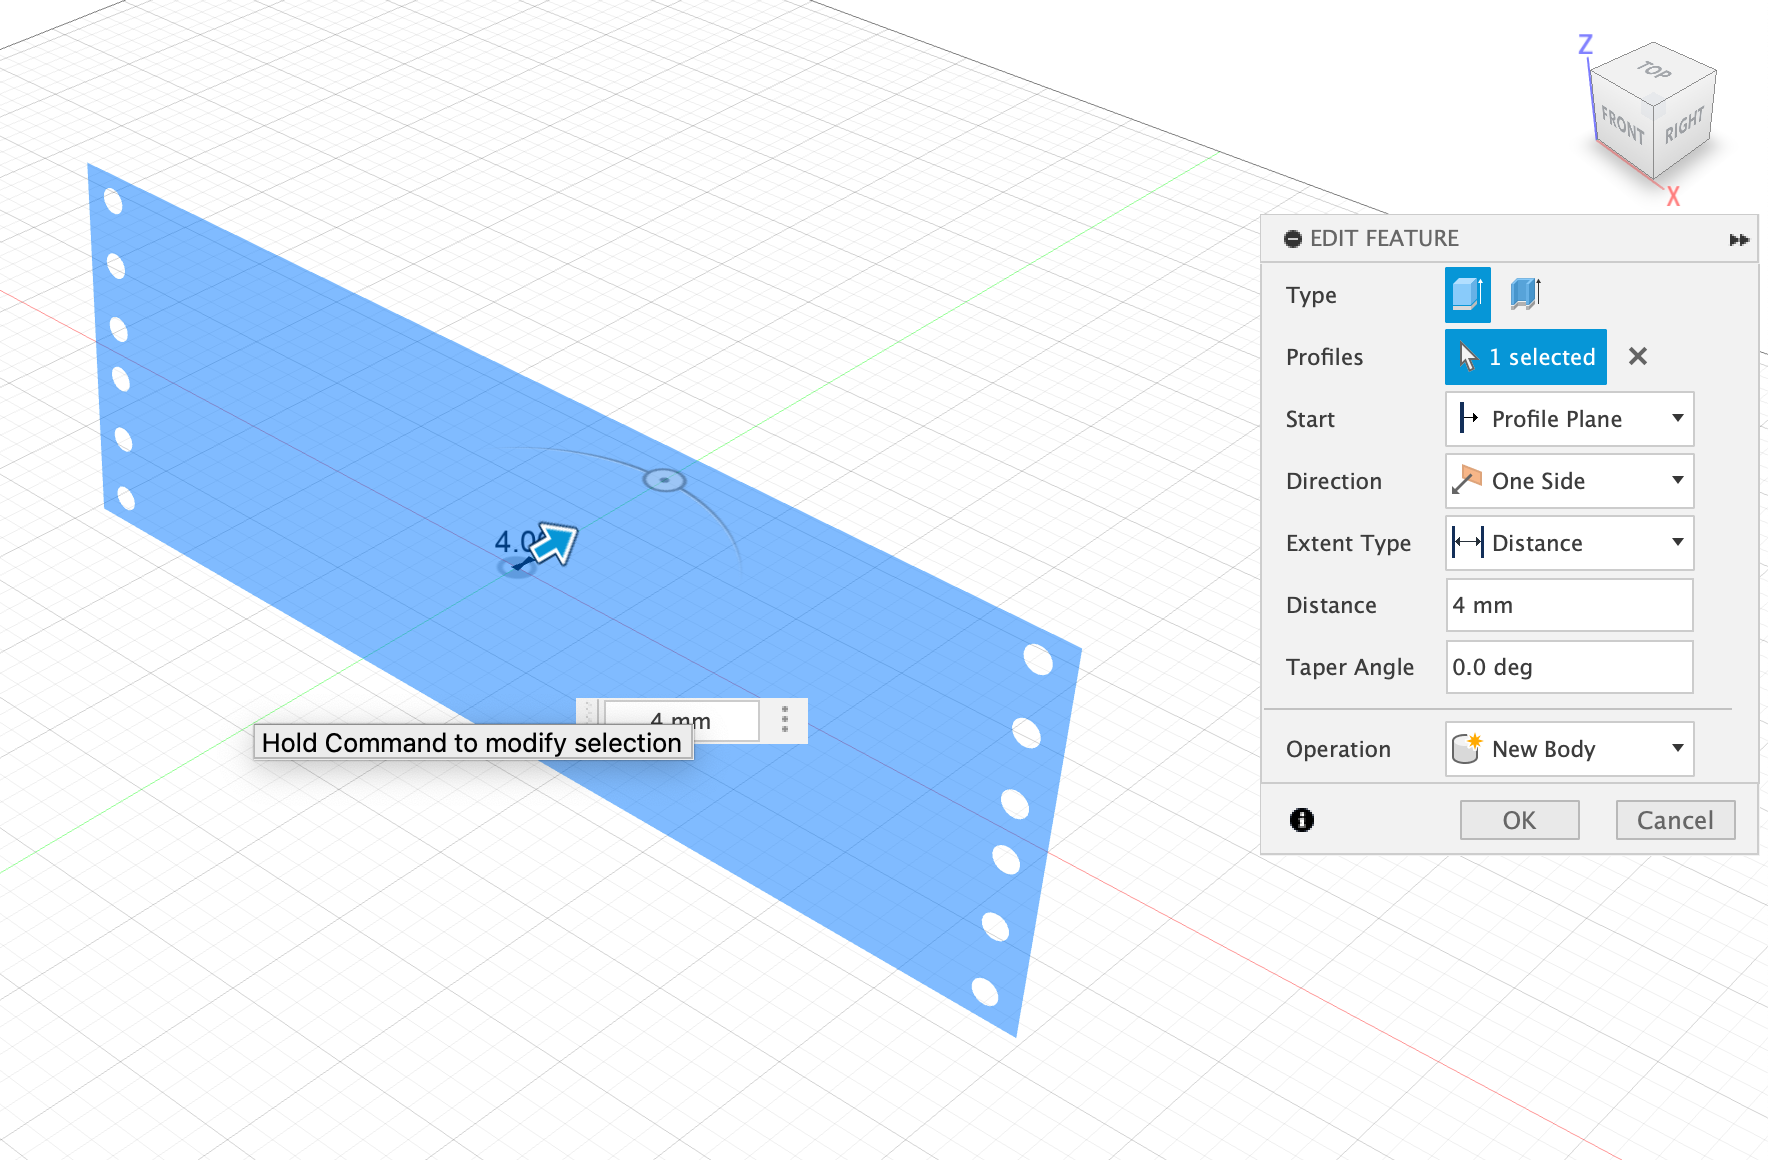 Z
TOP
FRONT
RIGHT
X
EDIT FEATURE
Type
Profiles
1 selected
Start
Profile Plane
Direction
One Side
Extent Type
Distance
Distance
4 mm
Taper Angle
0.0 deg
Operation
New Body
OK
Cancel
4.0
4 mm
Hold Command to modify selection